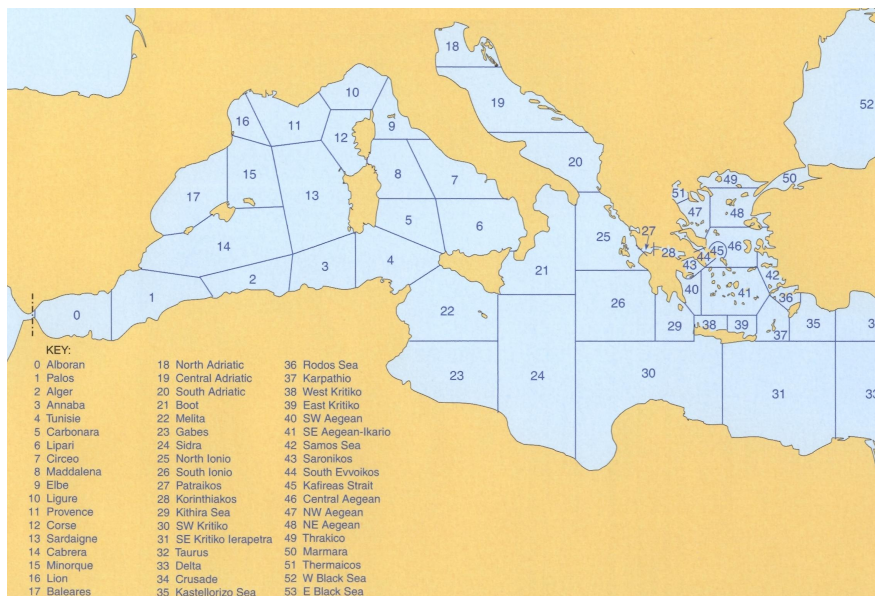 18
52
10
19
16
11
9
12
20
49
50
15
8
7
51
17
13
47
48
6
5
27
25
46
45
14
28
44
43
3
4
21
42
2
40
41
1
36
26
22
0
29
38
39
37
35
3
KEY:
0 Alboran
1 Palos
2 Alger
3 Annaba
4 Tunisie
5 Carbonara
6 Lipari
7 Circeo
8 Maddalena
9 Elbe
10 Ligure
11 Provence
12 Corse
13 Sardaigne
14 Cabrera
15 Minorque
16 Lion
17 Baleares
18 North Adriatic
19 Central Adriatic
20 South Adriatic
21 Boot
22 Melita
23 Gabes
24 Sidra
25 North Ionio
26 South Ionio
27 Patraikos
28 Korinthiakos
29 Kithira Sea
30 SW Kritiko
31 SE Kritiko Ierapetra
32 Taurus
33 Delta
34 Crusade
35 Kastellorizo Sea
36 Rodos Sea
37 Karpathio
38 West Kritiko
39 East Kritiko
40 SW Aegean
41 SE Aegean-Ikario
42 Samos Sea
43 Saronikos
44 South Evvoikos
45 Kafireas Strait
46 Central Aegean
47 NW Aegean
48 NE Aegean
49 Thrakico
50 Marmara
51 Thermaicos
52 W Black Sea
53 E Black Sea
23
24
30
31
33